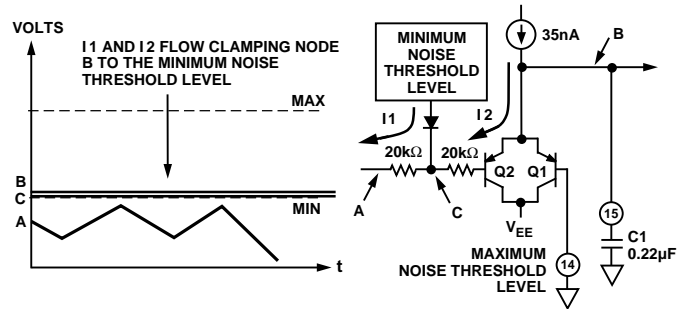 VOLTS
I1 AND I2 FLOW CLAMPING NODE
B TO THE MINIMUM NOISE
THRESHOLD LEVEL
MAX
B
C
MIN
A
t
MINIMUM
NOISE
THRESHOLD
LEVEL
35nA
B
I1
I2
20kΩ
20kΩ
Q2
Q1
A
C
VEE
15
C1
0.22µF
MAXIMUM
NOISE THRESHOLD
LEVEL
14